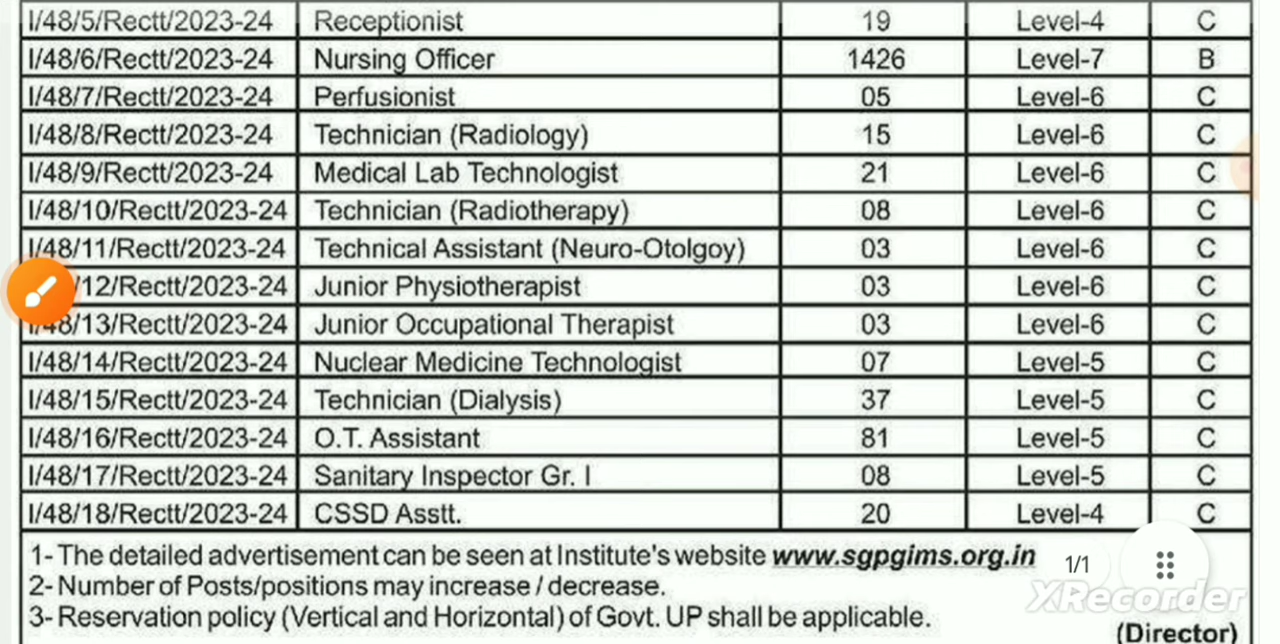 I/48/5/Rectt/2023-24 Receptionist 19 Level-4 C
I/48/6/Rectt/2023-24 Nursing Officer 1426 Level-7 B
I/48/7/Rectt/2023-24 Perfusionist 05 Level-6 C
I/48/8/Rectt/2023-24 Technician (Radiology) 15 Level-6 C
I/48/9/Rectt/2023-24 Medical Lab Technologist 21 Level-6 C
I/48/10/Rectt/2023-24 Technician (Radiotherapy) 08 Level-6 C
I/48/11/Rectt/2023-24 Technical Assistant (Neuro-Otolgoy) 03 Level-6 C
/12/Rectt/2023-24 Junior Physiotherapist 03 Level-6 C
I/48/13/Rectt/2023-24 Junior Occupational Therapist 03 Level-6 C
I/48/14/Rectt/2023-24 Nuclear Medicine Technologist 07 Level-5 C
I/48/15/Rectt/2023-24 Technician (Dialysis) 37 Level-5 C
I/48/16/Rectt/2023-24 O.T. Assistant 81 Level-5 C
I/48/17/Rectt/2023-24 Sanitary Inspector Gr. I 08 Level-5 C
I/48/18/Rectt/2023-24 CSSD Asstt. 20 Level-4 C
1- The detailed advertisement can be seen at Institute's website www.sgpgims.org.in
1/1
2- Number of Posts/positions may increase / decrease.
XRecorder
3- Reservation policy (Vertical and Horizontal) of Govt. UP shall be applicable.
(Director)